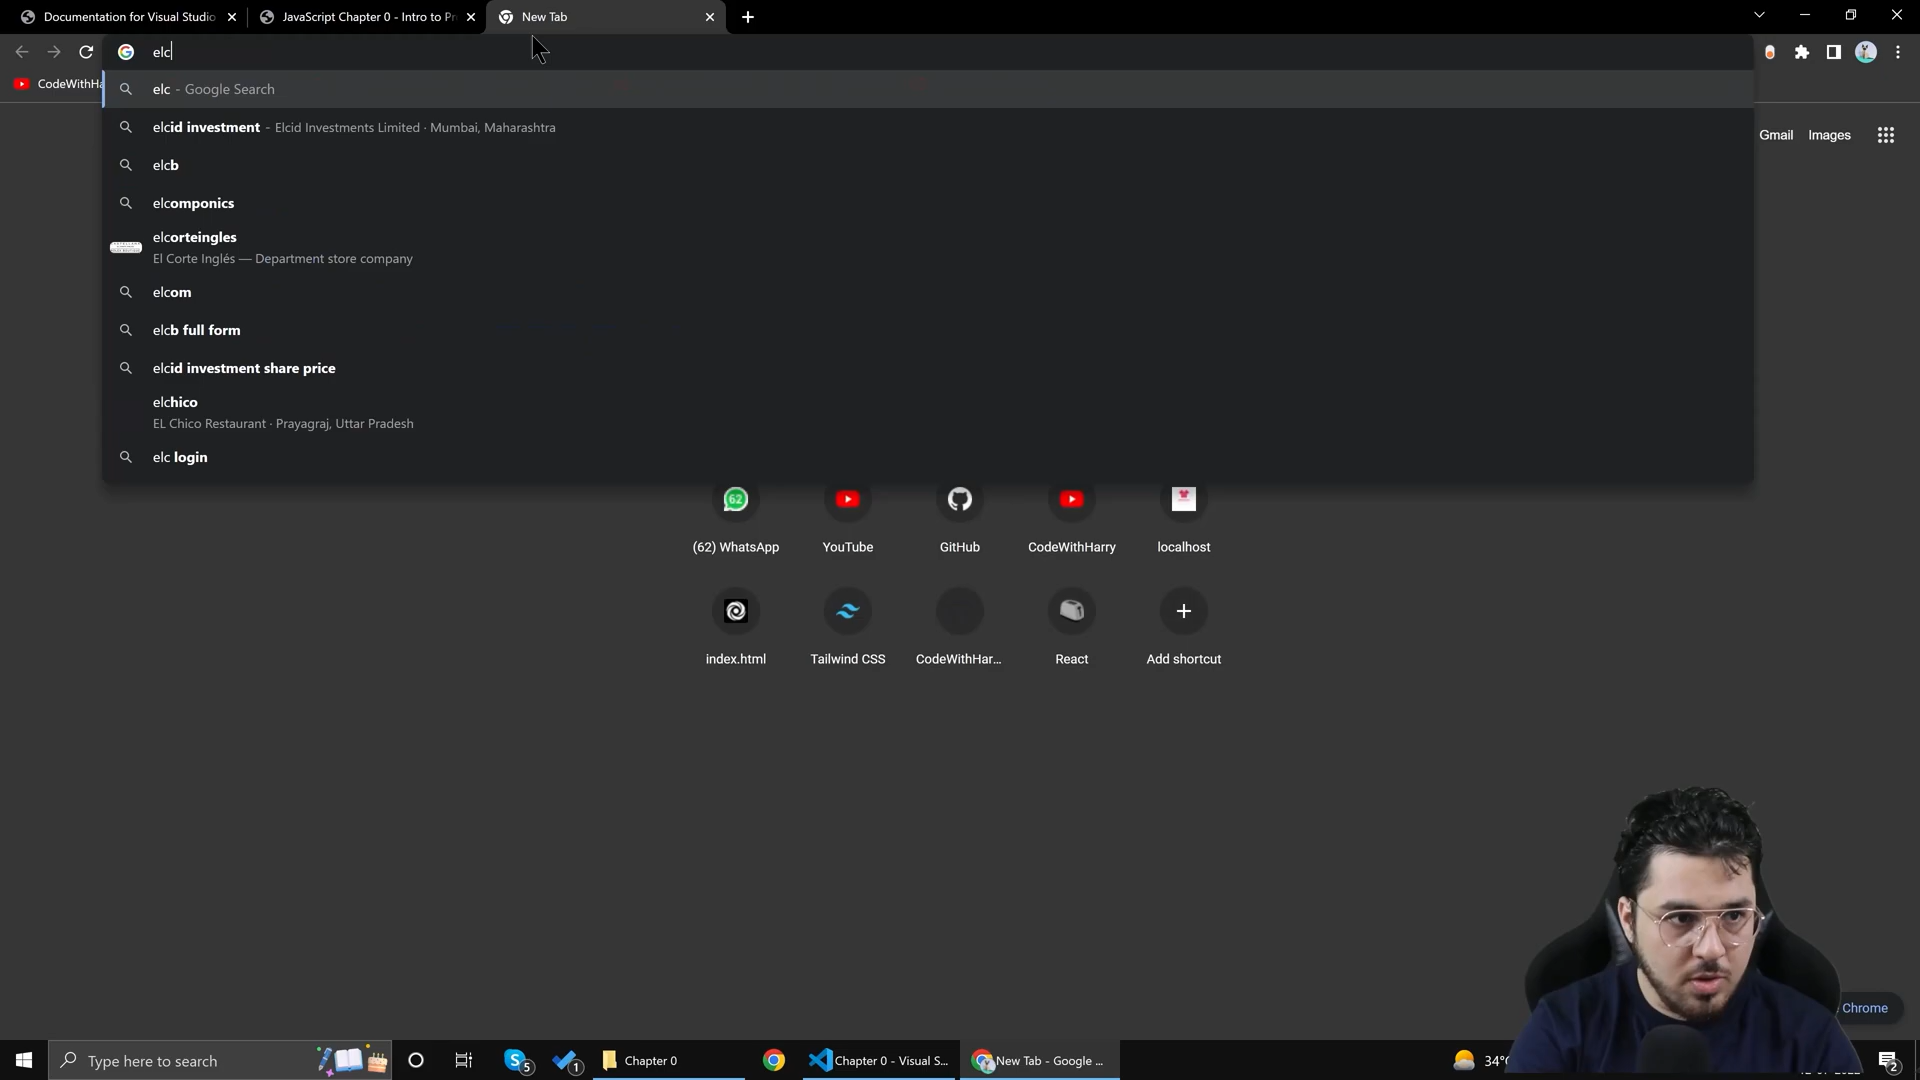 Documentation for Visual Studio
JavaScript Chapter 0 - Intro to Pr
New Tab
elc
CodeWithHa
elc - Google Search
elcid investment - Elcid Investments Limited · Mumbai, Maharashtra
Gmail Images
elcb
elcomponics
elcorteingles
El Corte Inglés — Department store company
elcom
elcb full form
elcid investment share price
elchico
EL Chico Restaurant · Prayagraj, Uttar Pradesh
elc login
62
(62) WhatsApp
YouTube
GitHub
CodeWithHarry
localhost
index.html
Tailwind CSS
CodeWithHar...
React
Add shortcut
Chrome
Type here to search
5
1
Chapter 0
Chapter 0 - Visual S...
New Tab - Google ...
34°C
2